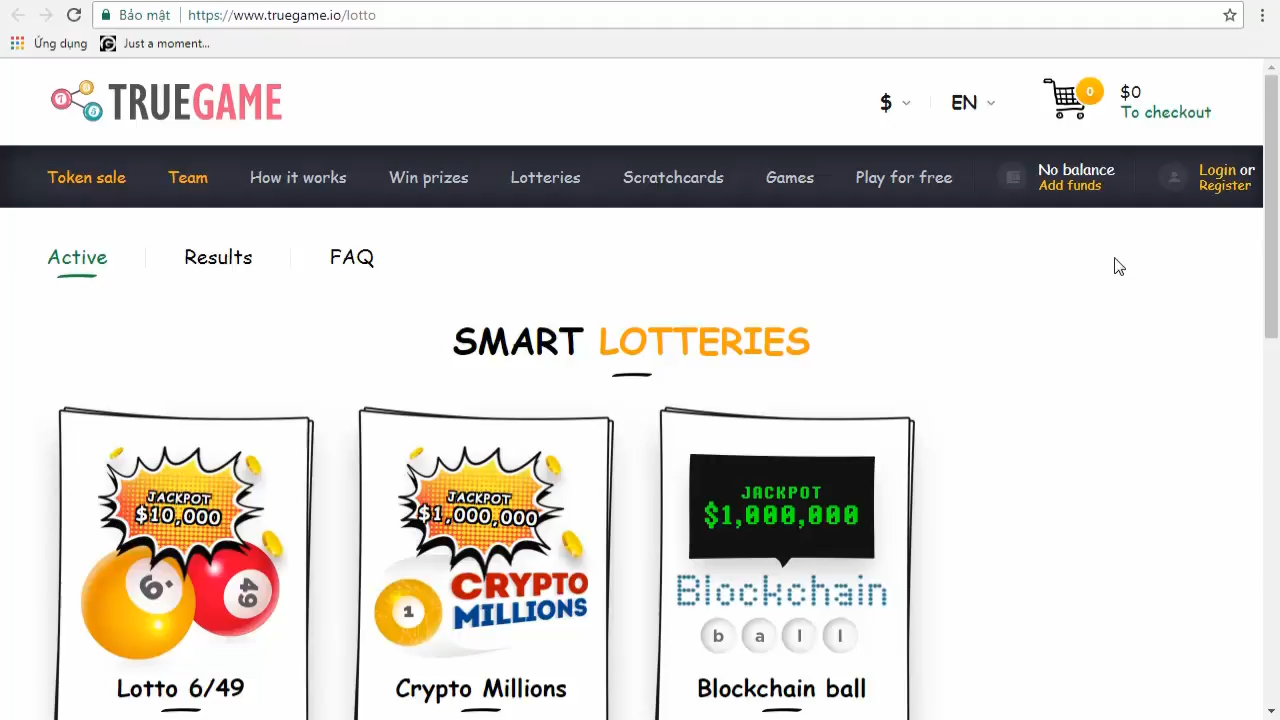 Bảo mật https://www.truegame.io/lotto
Ứng dụng Just a moment...
TRUEGAME
$ EN 0 $0
To checkout
Token sale Team How it works Win prizes Lotteries Scratchcards Games Play for free No balance Login or
Add funds Register
Active Results FAQ
SMART LOTTERIES
JACKPOT
$10,000
6.
49
Lotto 6/49
JACKPOT
$1,000,000
1
CRYPTO
MILLIONS
Crypto Millions
JACKPOT
$1,000,000
Blockchain
b a l l
Blockchain ball